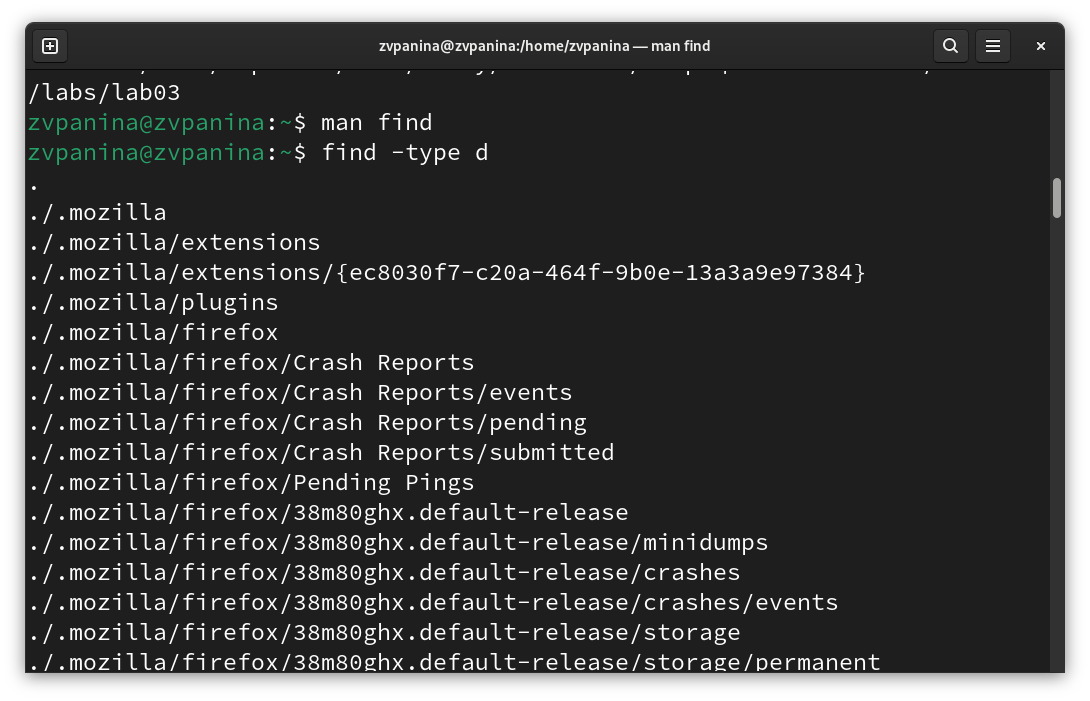 zvpanina@zvpanina:/home/zvpanina — man find
/labs/lab03
zvpanina@zvpanina:~$ man find
zvpanina@zvpanina:~$ find -type d
.
./.mozilla
./.mozilla/extensions
./.mozilla/extensions/{ec8030f7-c20a-464f-9b0e-13a3a9e97384}
./.mozilla/plugins
./.mozilla/firefox
./.mozilla/firefox/Crash Reports
./.mozilla/firefox/Crash Reports/events
./.mozilla/firefox/Crash Reports/pending
./.mozilla/firefox/Crash Reports/submitted
./.mozilla/firefox/Pending Pings
./.mozilla/firefox/38m80ghx.default-release
./.mozilla/firefox/38m80ghx.default-release/minidumps
./.mozilla/firefox/38m80ghx.default-release/crashes
./.mozilla/firefox/38m80ghx.default-release/crashes/events
./.mozilla/firefox/38m80ghx.default-release/storage
./.mozilla/firefox/38m80ghx.default-release/storage/permanent